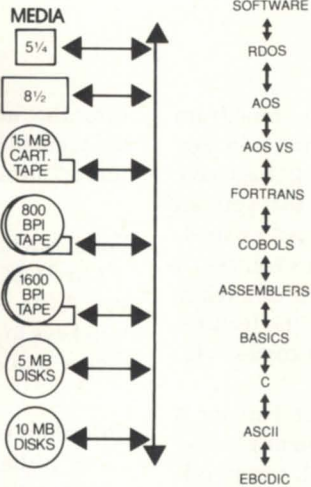 MEDIA
5¼
8½
15 MB
CART.
TAPE
800
BPI
TAPE
1600
BPI
TAPE
5 MB
DISKS
10 MB
DISKS
SOFTWARE
RDOS
AOS
AOS VS
FORTRANS
COBOLS
ASSEMBLERS
BASICS
C
ASCII
EBCDIC